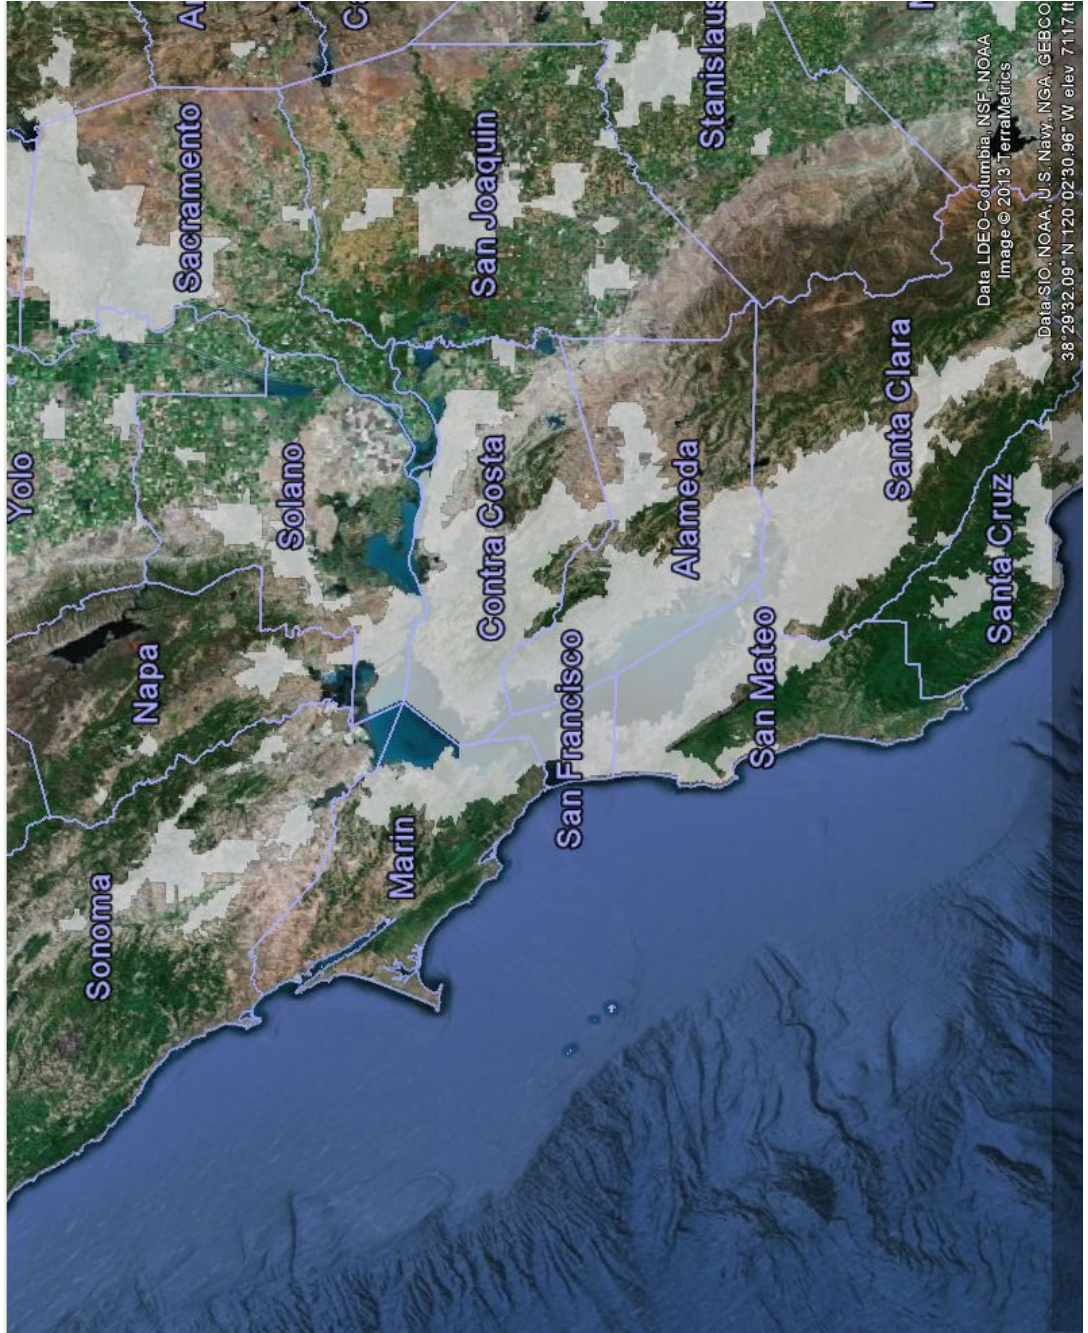 Yolo
Sonoma
Napa
Sacramento
Solano
Marin
San Joaquin
Contra Costa
San Francisco
Alameda
Stanislaus
San Mateo
Santa Clara
Santa Cruz
Data LDEO-Columbia, NSF, NOAA
Image © 2013 TerraMetrics
Data SIO, NOAA, U.S. Navy, NGA, GEBCO
38°29'32.09" N 120°02'30.96" W elev 7117 ft